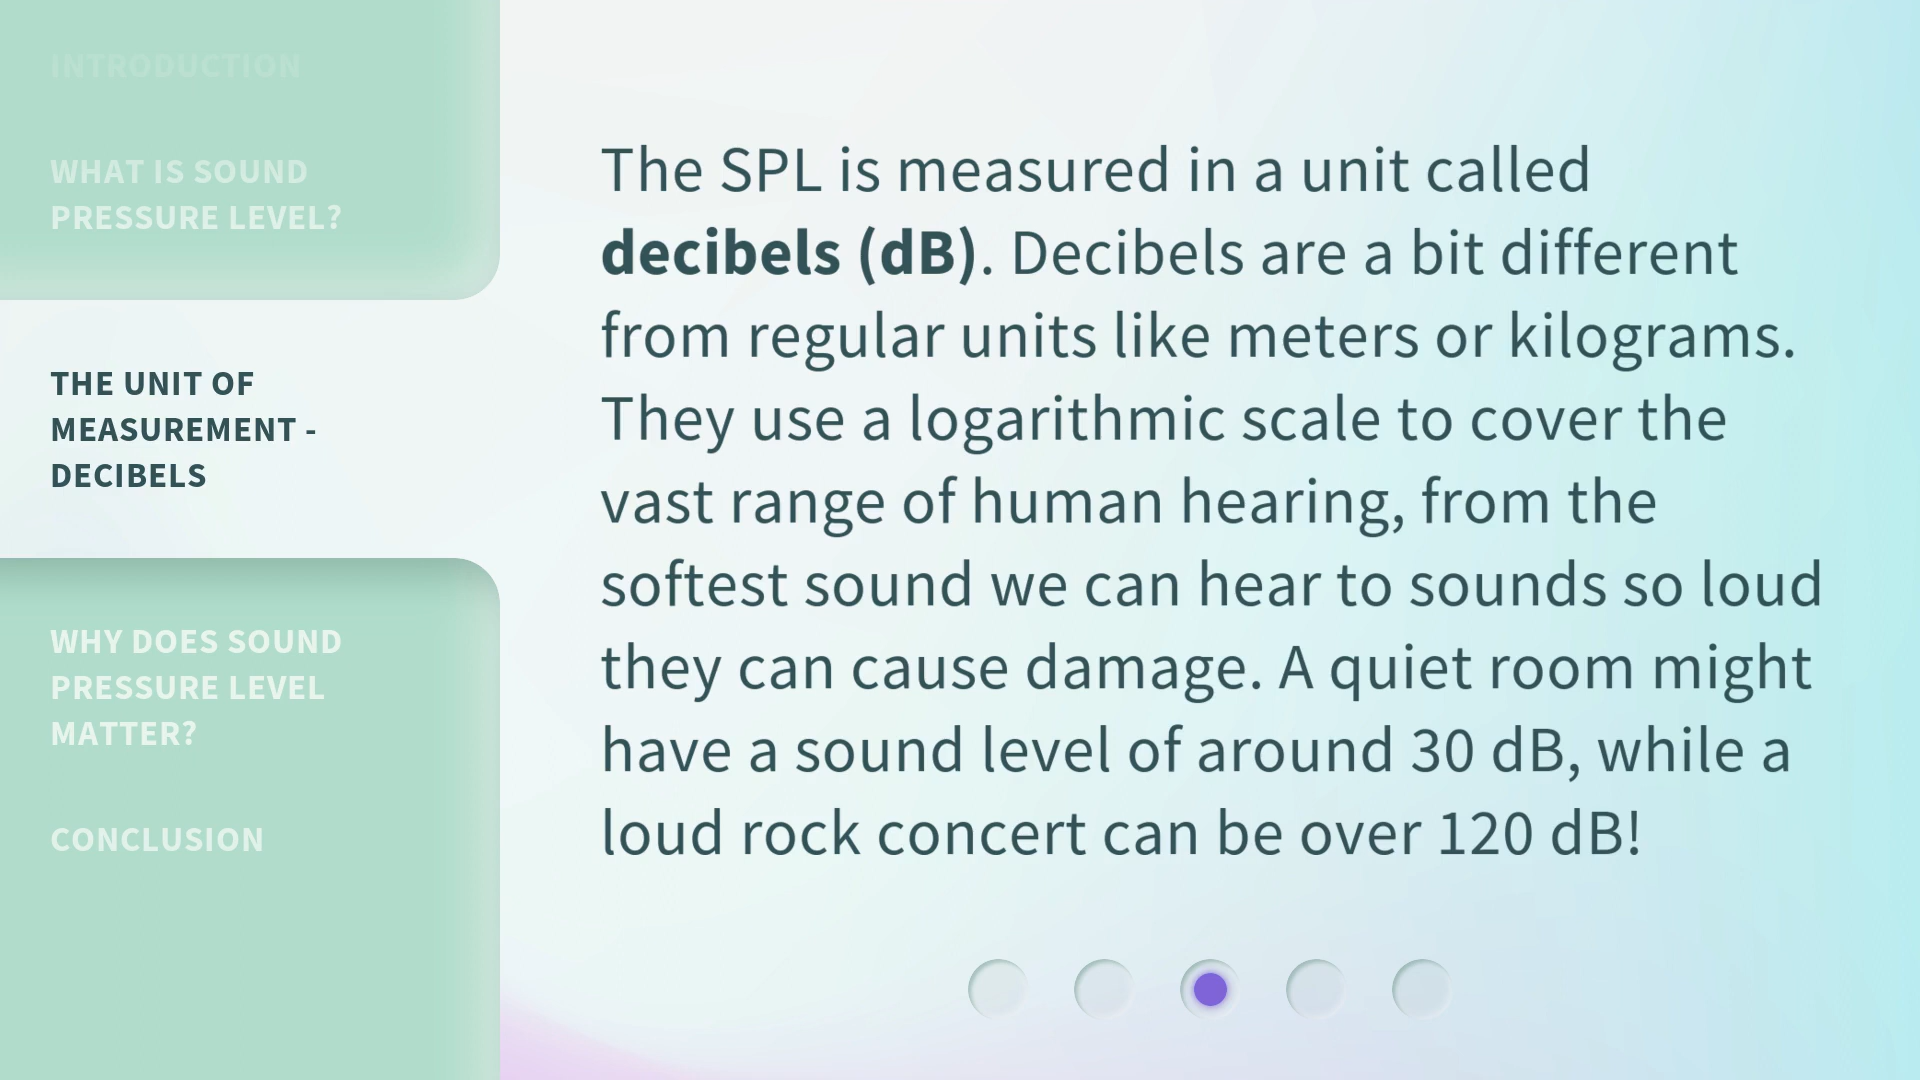 INTRODUCTION
WHAT IS SOUND
PRESSURE LEVEL?
THE UNIT OF
MEASUREMENT -
DECIBELS
WHY DOES SOUND
PRESSURE LEVEL
MATTER?
CONCLUSION
The SPL is measured in a unit called
decibels (dB). Decibels are a bit different
from regular units like meters or kilograms.
They use a logarithmic scale to cover the
vast range of human hearing, from the
softest sound we can hear to sounds so loud
they can cause damage. A quiet room might
have a sound level of around 30 dB, while a
loud rock concert can be over 120 dB!